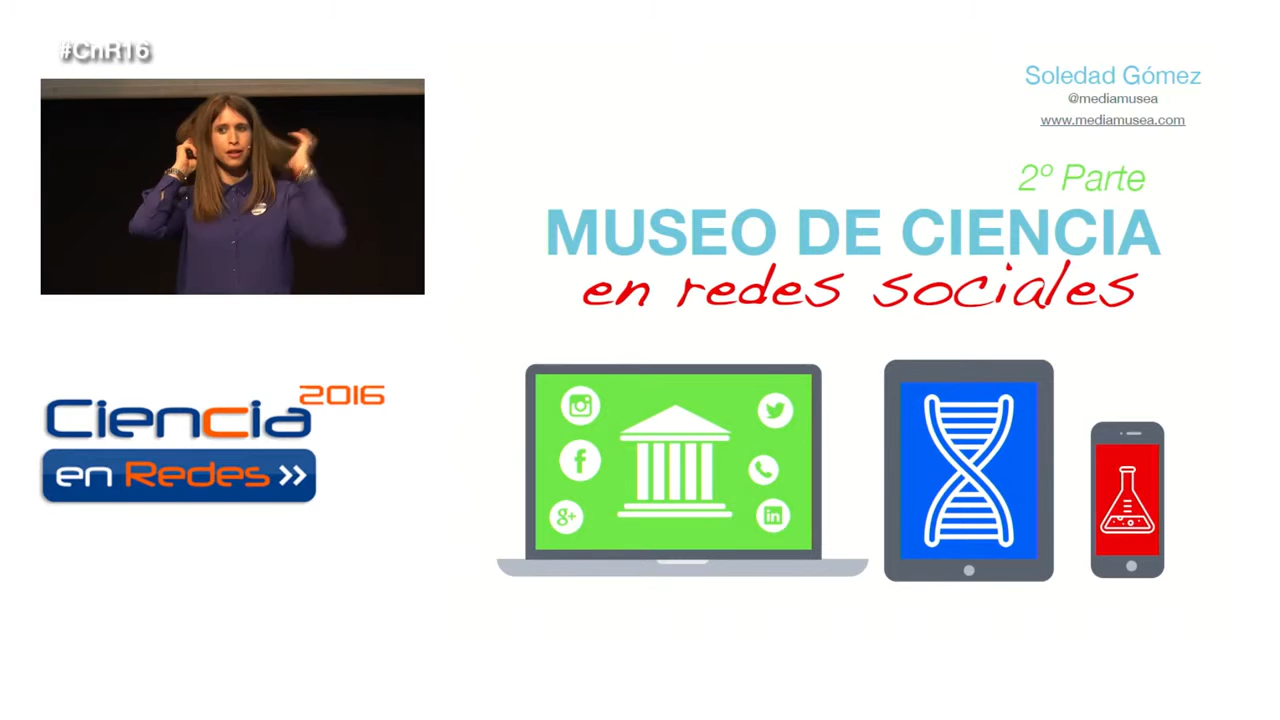 #CnR16
Soledad Gómez
@mediamusea
www.mediamusea.com
2º Parte
MUSEO DE CIENCIA
en redes sociales
2016
Ciencia
en Redes >>
f
g+
in